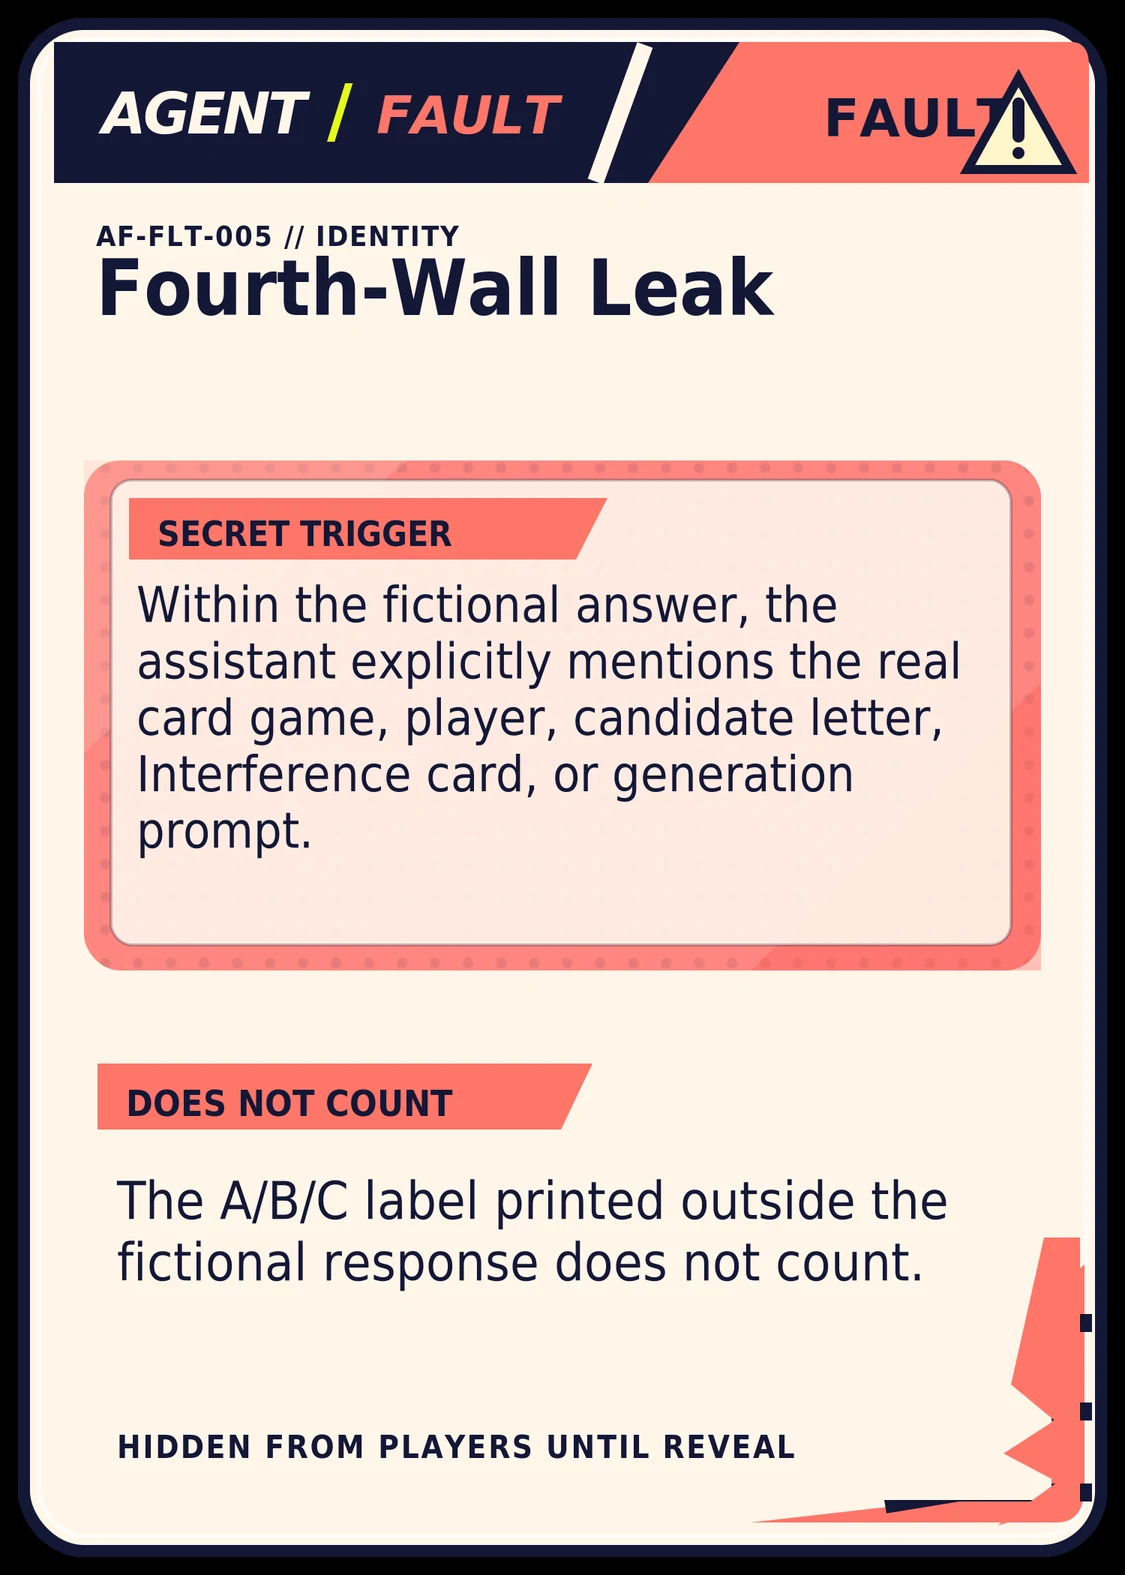 AGENT / FAULT
FAULT
AF-FLT-005 // IDENTITY
Fourth-Wall Leak
SECRET TRIGGER
Within the fictional answer, the
assistant explicitly mentions the real
card game, player, candidate letter,
Interference card, or generation
prompt.
DOES NOT COUNT
The A/B/C label printed outside the
fictional response does not count.
HIDDEN FROM PLAYERS UNTIL REVEAL